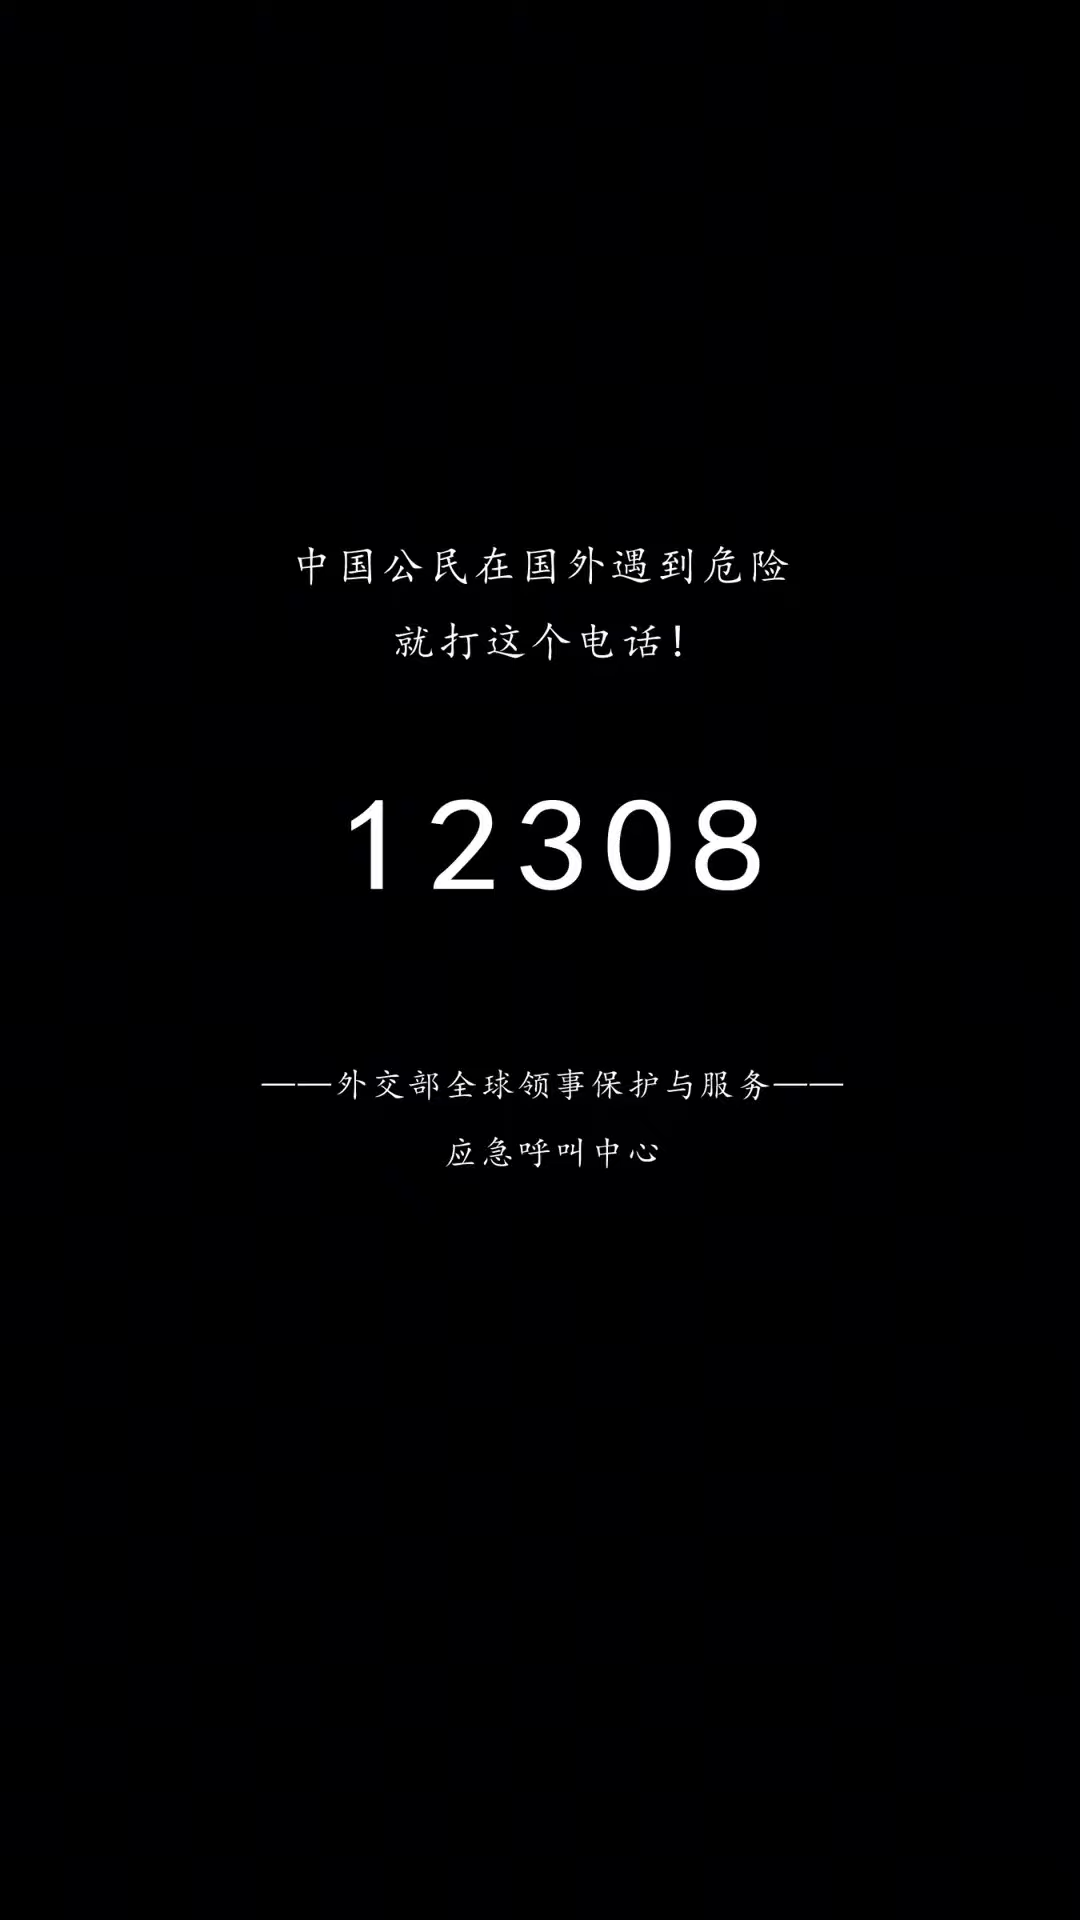 中国公民在国外遇到危险
就打这个电话！
12308
——外交部全球领事保护与服务——
应急呼叫中心